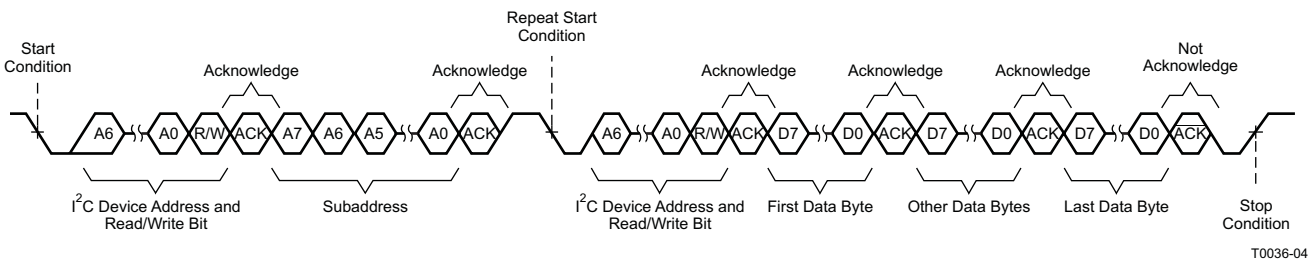 Repeat Start
Condition
Start
Condition
Not
Acknowledge
Acknowledge
Acknowledge
Acknowledge
Acknowledge
Acknowledge
A6 A0 R/W ACK A7 A6 A5 A0 ACK A6 A0 R/W ACK D7 D0 ACK D7 D0 ACK D7 D0 ACK
I2C Device Address and
Read/Write Bit
Subaddress
I2C Device Address and
Read/Write Bit
First Data Byte
Other Data Bytes
Last Data Byte
Stop
Condition
T0036-04